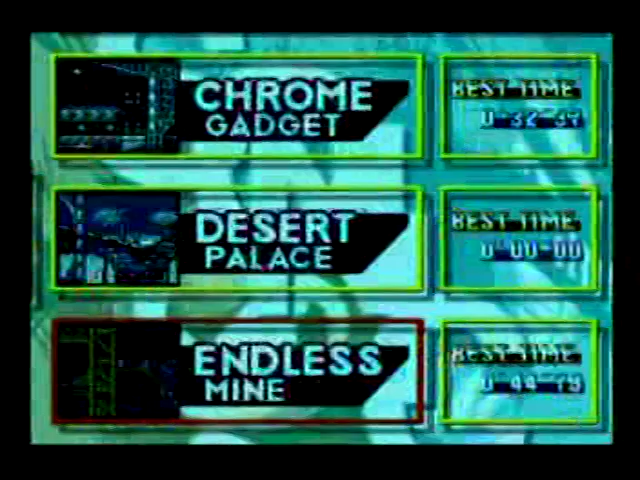 CHROME
GADGET
BEST TIME
DESERT
PALACE
BEST TIME
0 00 00
ENDLESS
MINE
BEST TIME